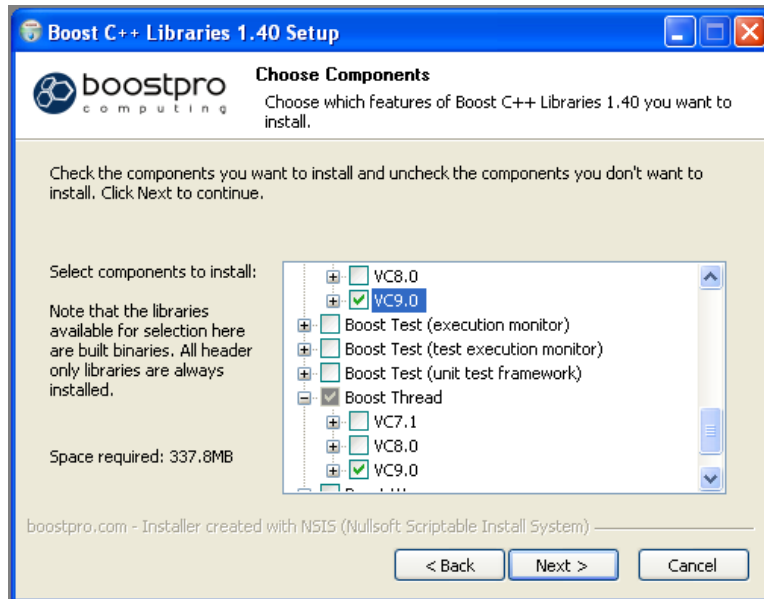 Boost C++ Libraries 1.40 Setup
boostpro
computing
Choose Components
Choose which features of Boost C++ Libraries 1.40 you want to
install.
Check the components you want to install and uncheck the components you don't want to
install. Click Next to continue.
Select components to install:
Note that the libraries
available for selection here
are built binaries. All header
only libraries are always
installed.
Space required: 337.8MB
VC8.0
VC9.0
Boost Test (execution monitor)
Boost Test (test execution monitor)
Boost Test (unit test framework)
Boost Thread
VC7.1
VC8.0
VC9.0
boostpro.com - Installer created with NSIS (Nullsoft Scriptable Install System)
< Back
Next >
Cancel